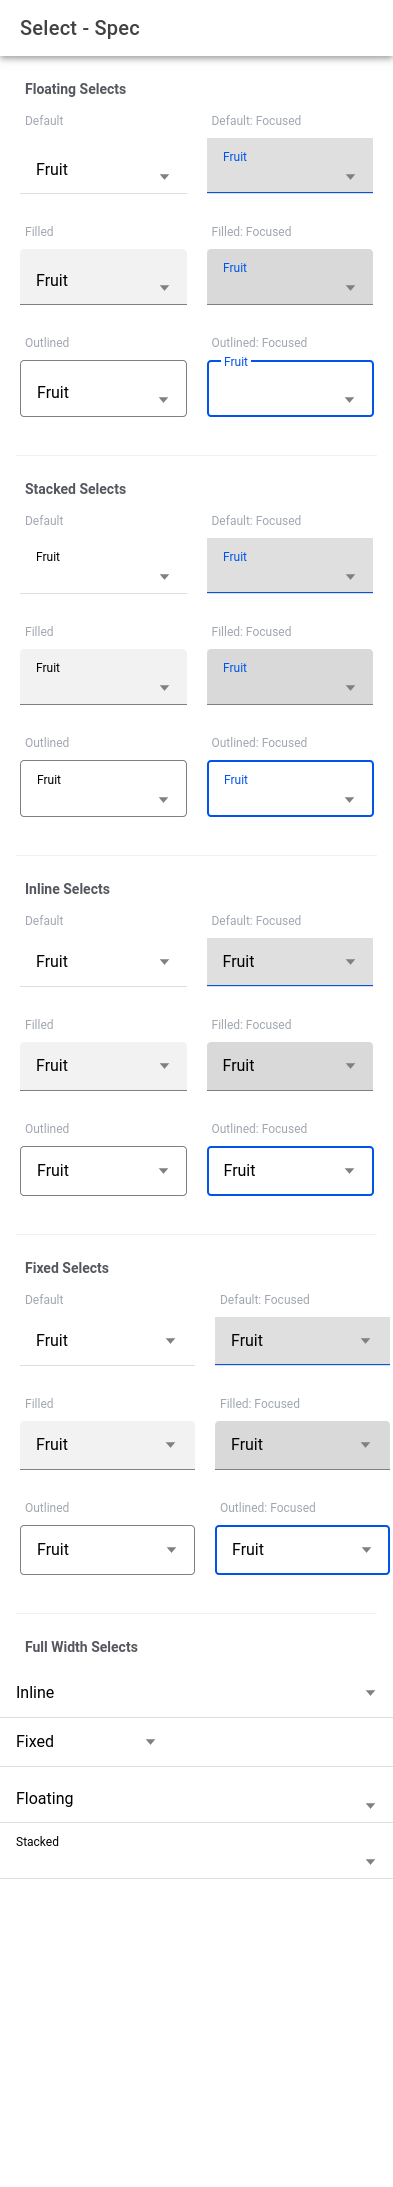 Select - Spec
Floating Selects
Default Default: Focused
Fruit Fruit
Filled Filled: Focused
Fruit Fruit
Outlined Outlined: Focused
Fruit Fruit
Stacked Selects
Default Default: Focused
Fruit Fruit
Filled Filled: Focused
Fruit Fruit
Outlined Outlined: Focused
Fruit Fruit
Inline Selects
Default Default: Focused
Fruit Fruit
Filled Filled: Focused
Fruit Fruit
Outlined Outlined: Focused
Fruit Fruit
Fixed Selects
Default Default: Focused
Fruit Fruit
Filled Filled: Focused
Fruit Fruit
Outlined Outlined: Focused
Fruit Fruit
Full Width Selects
Inline
Fixed
Floating
Stacked